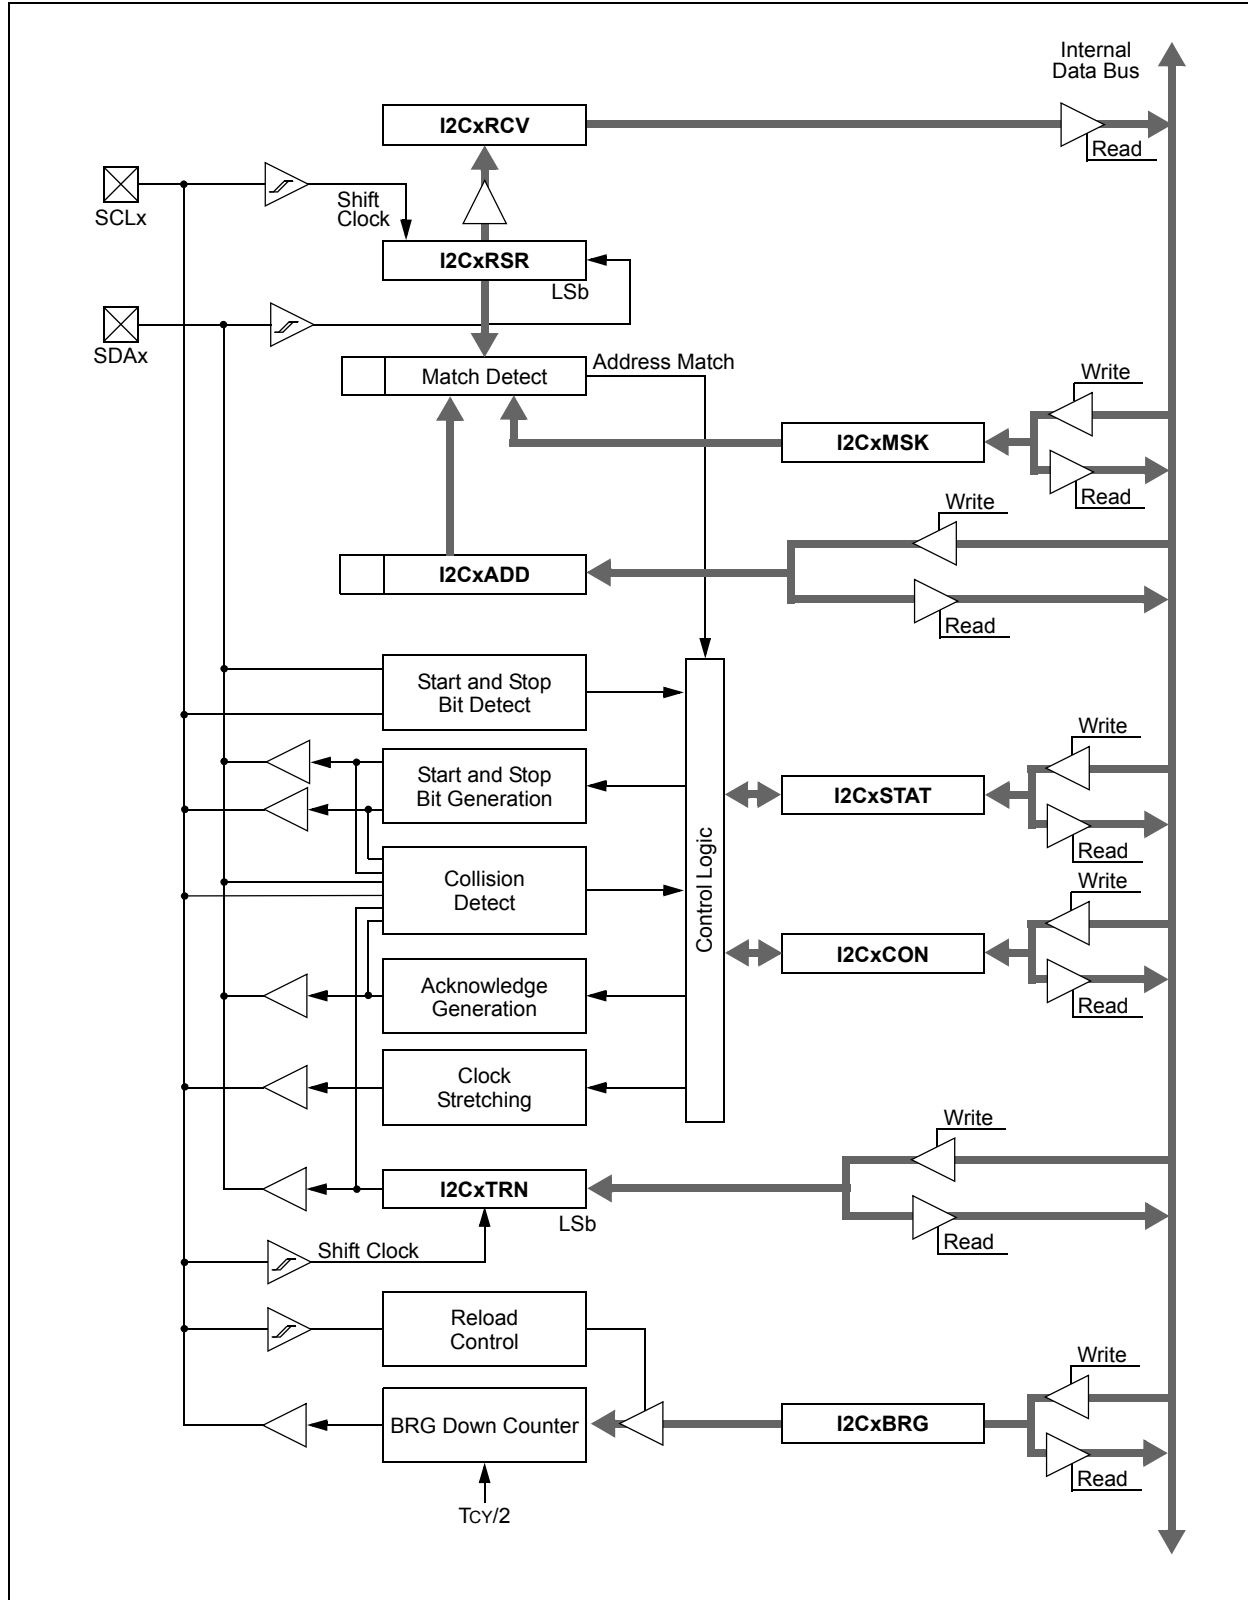 Internal
Data Bus
I2CxRCV
Read
SCLx
Shift
Clock
I2CxRSR
LSb
SDAx
Address Match
Match Detect
Write
I2CxMSK
Read
Write
I2CxADD
Read
Start and Stop
Bit Detect
Write
Start and Stop
Bit Generation
I2CxSTAT
Read
Control Logic
Collision
Detect
Write
I2CxCON
Read
Acknowledge
Generation
Clock
Stretching
Write
I2CxTRN
LSb
Read
Shift Clock
Reload
Control
Write
BRG Down Counter
I2CxBRG
Read
TCY/2